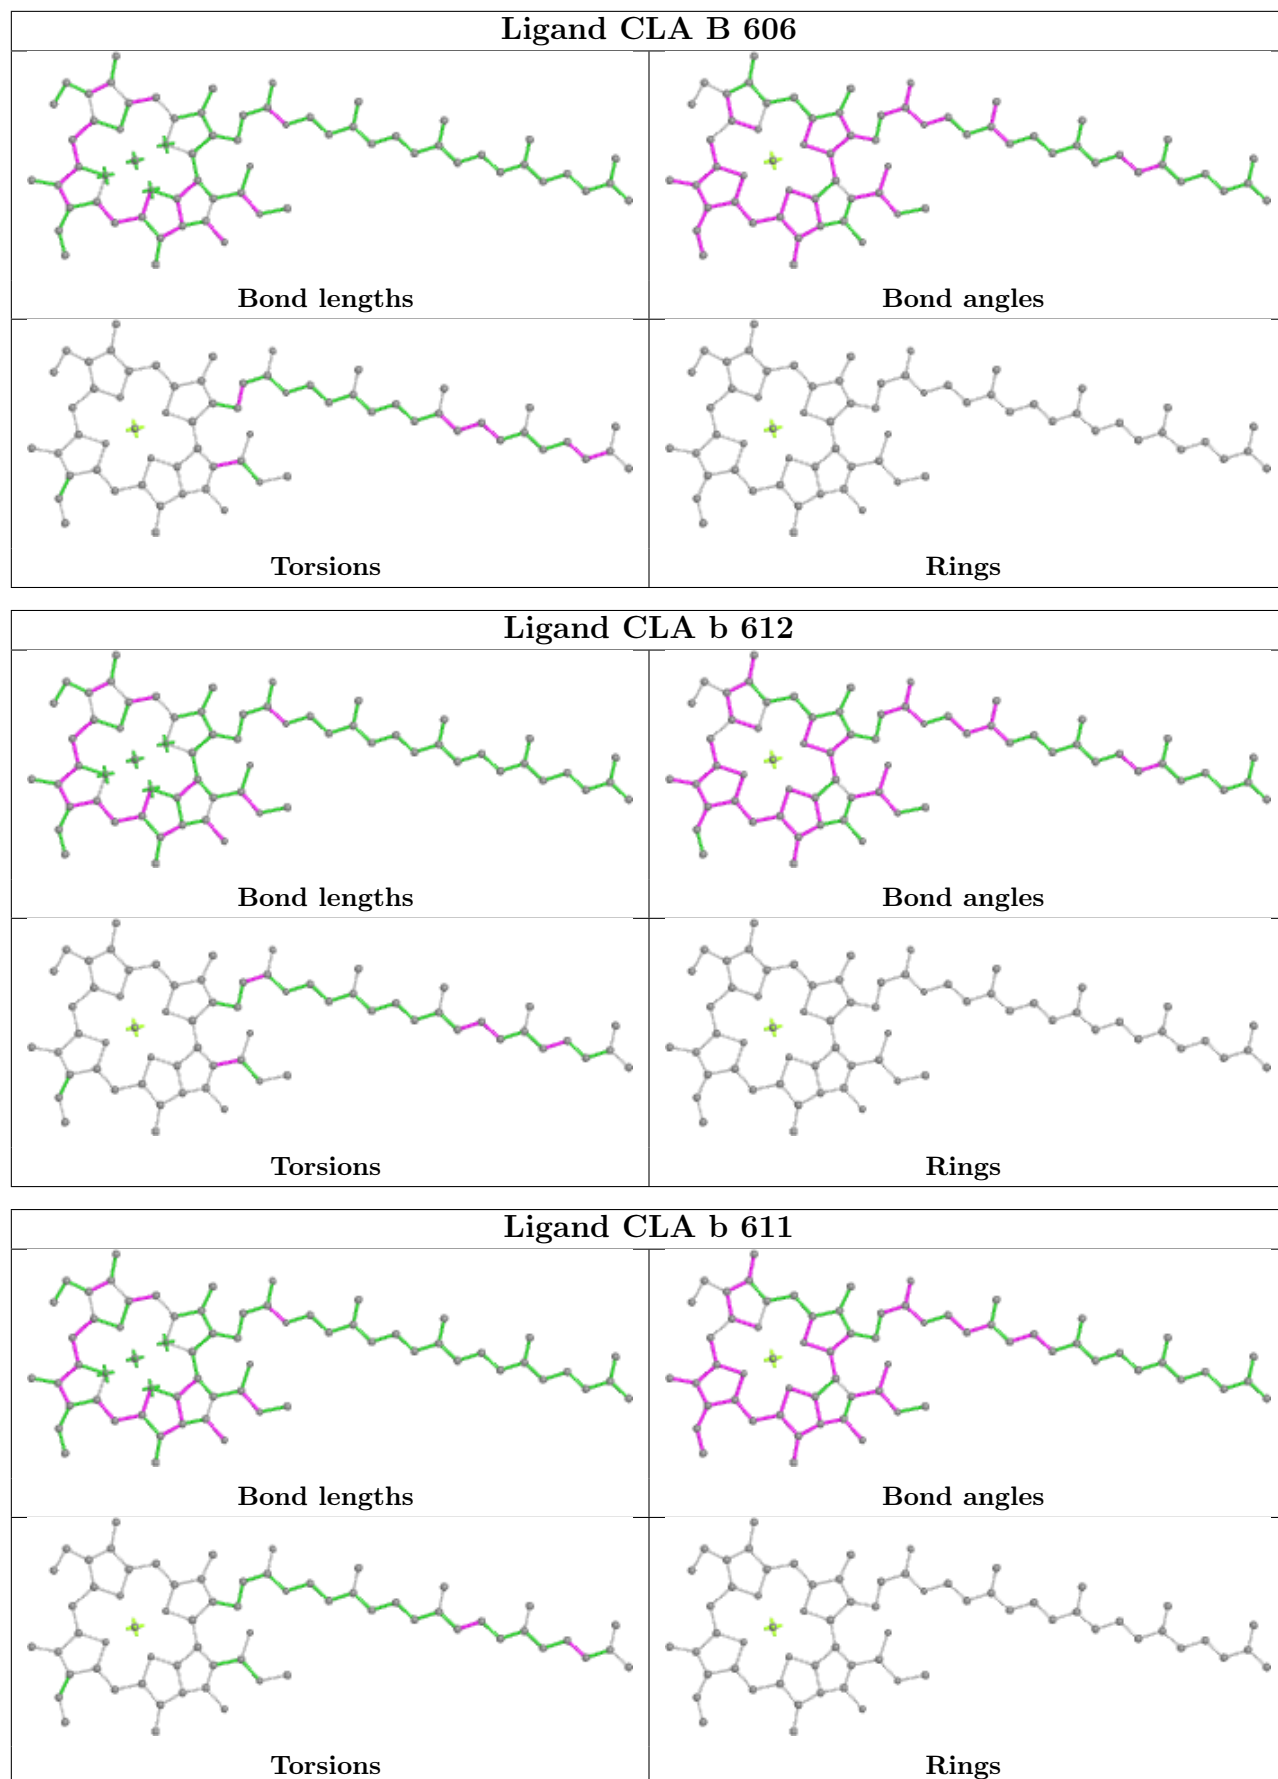 Ligand CLA B 606
Bond lengths
Bond angles
Torsions
Rings
Ligand CLA b 612
Bond lengths
Bond angles
Torsions
Rings
Ligand CLA b 611
Bond lengths
Bond angles
Torsions
Rings